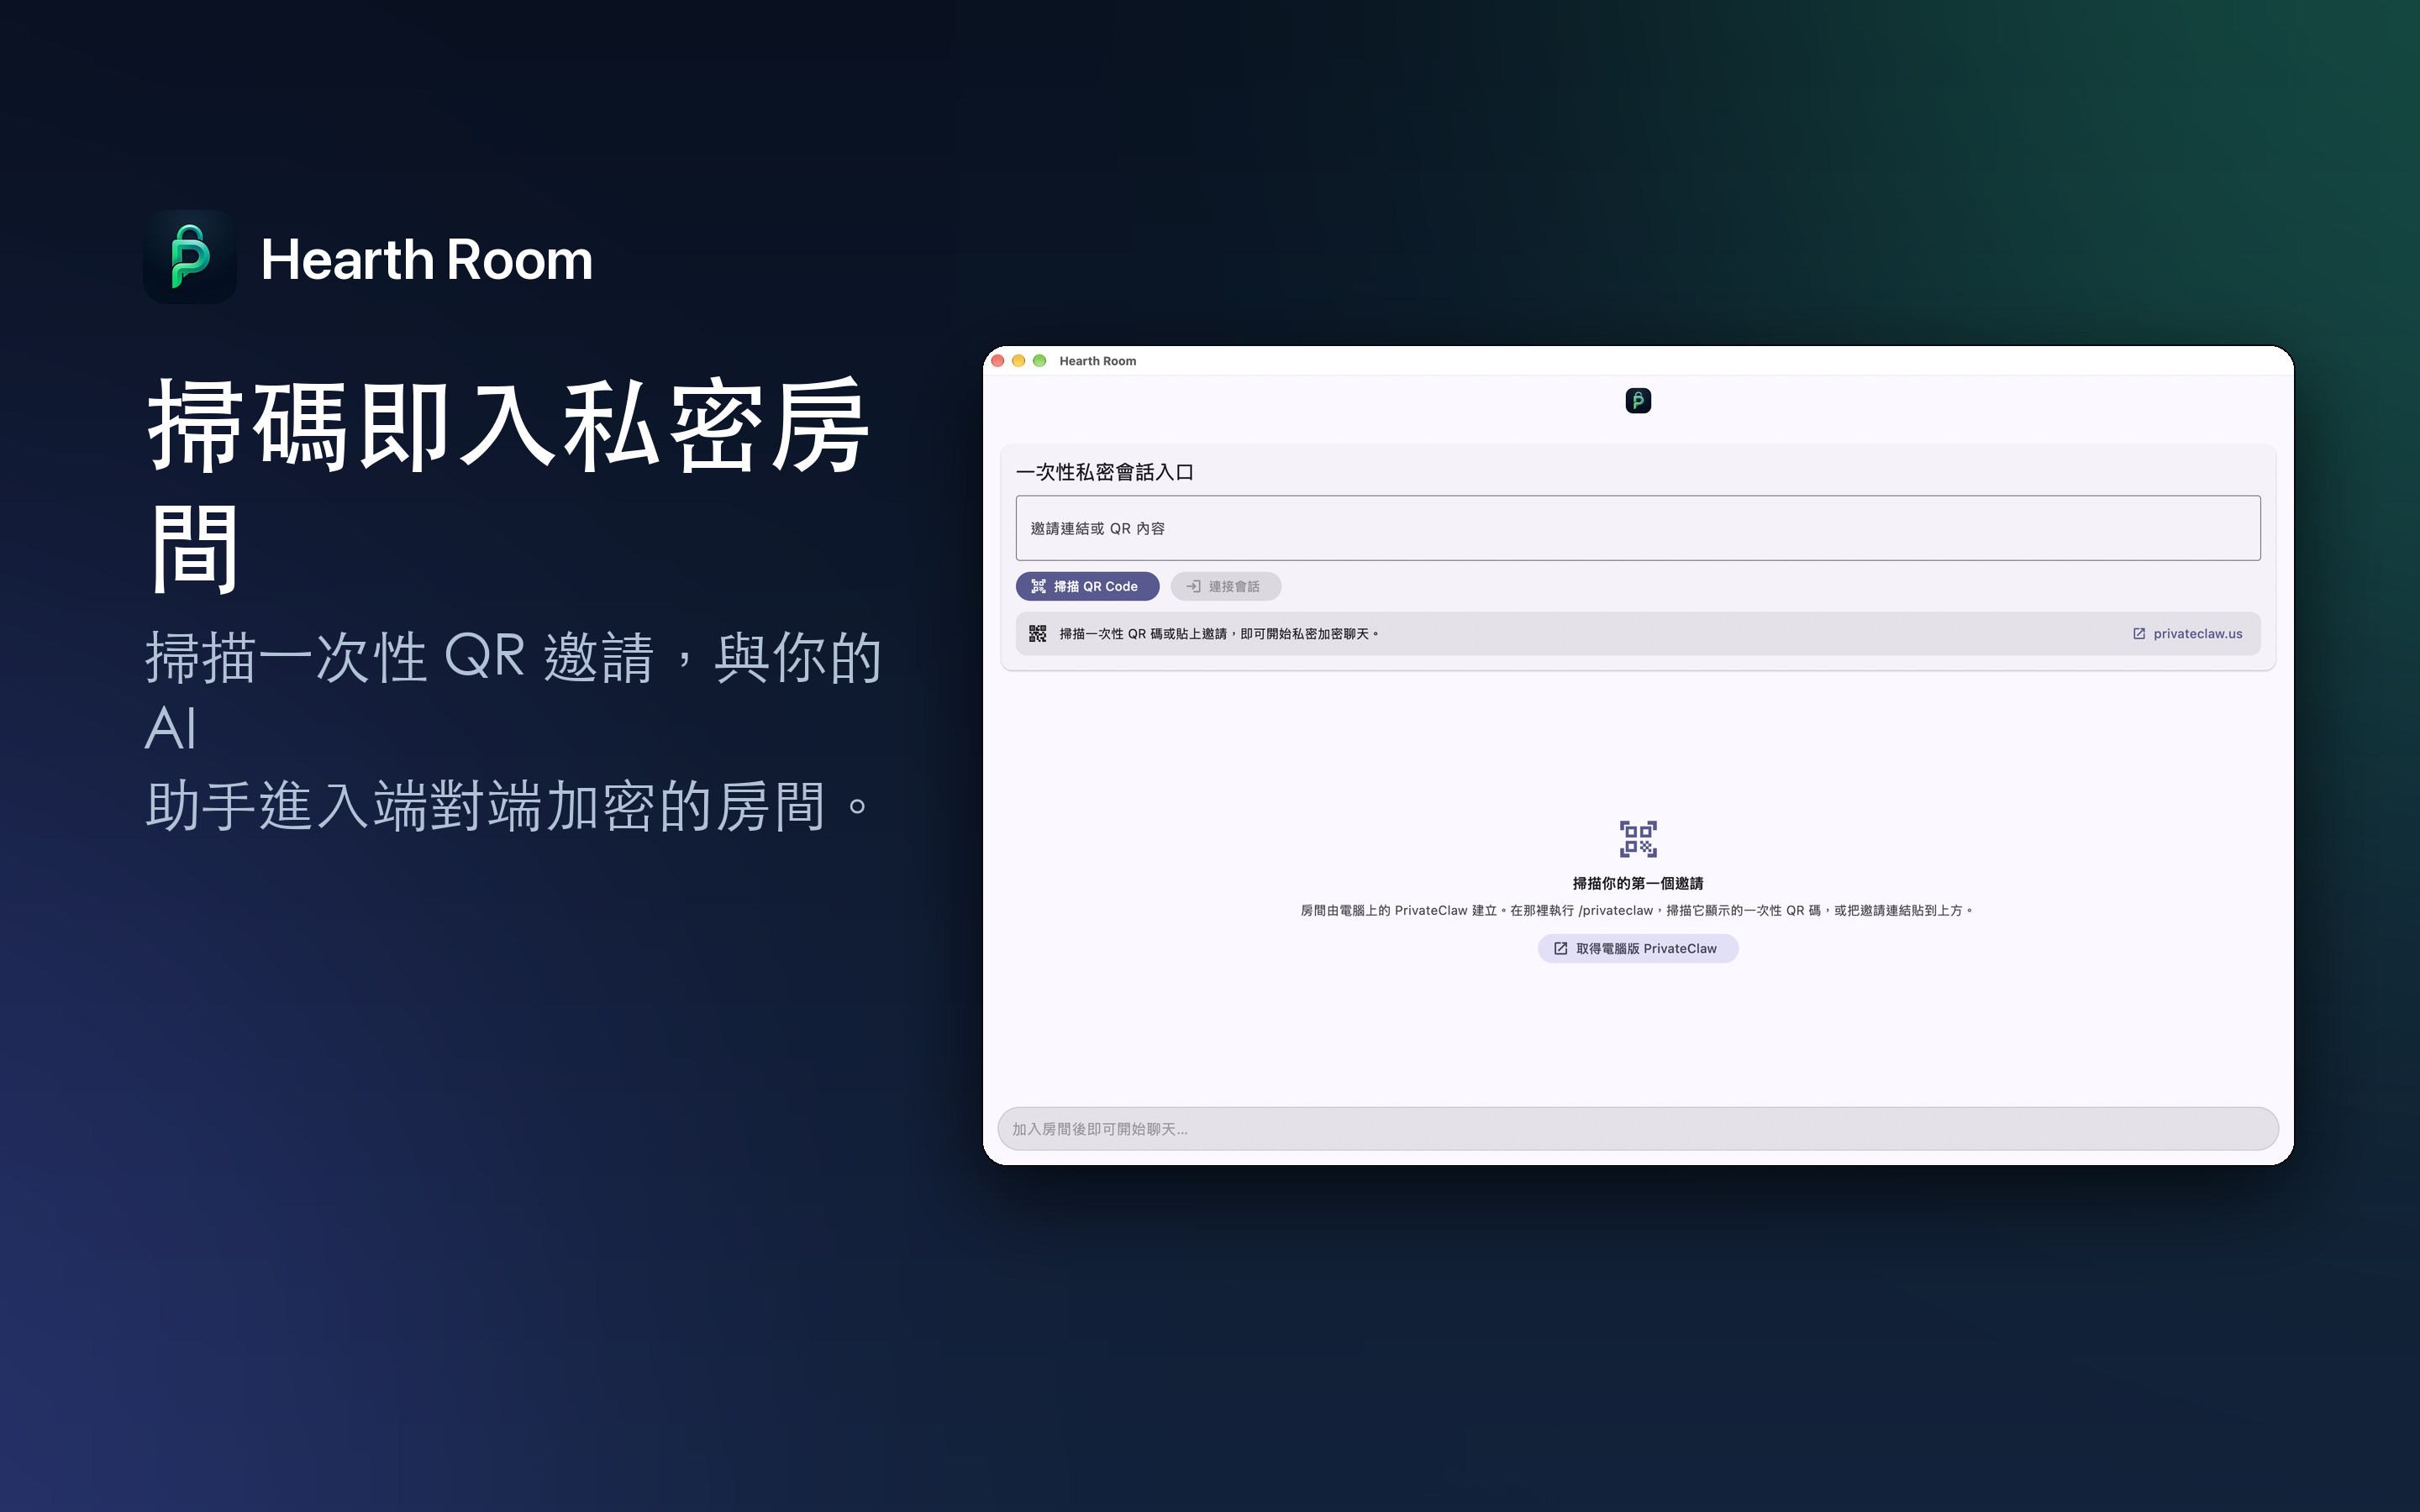 Hearth Room
掃碼即入私密房
間
掃描一次性 QR 邀請，與你的
AI
助手進入端對端加密的房間。
Hearth Room
一次性私密會話入口
邀請連結或 QR 內容
掃描 QR Code
連接會話
掃描一次性 QR 碼或貼上邀請，即可開始私密加密聊天。
privateclaw.us
掃描你的第一個邀請
房間由電腦上的 PrivateClaw 建立。在那裡執行 /privateclaw，掃描它顯示的一次性 QR 碼，或把邀請連結貼到上方。
取得電腦版 PrivateClaw
加入房間後即可開始聊天...